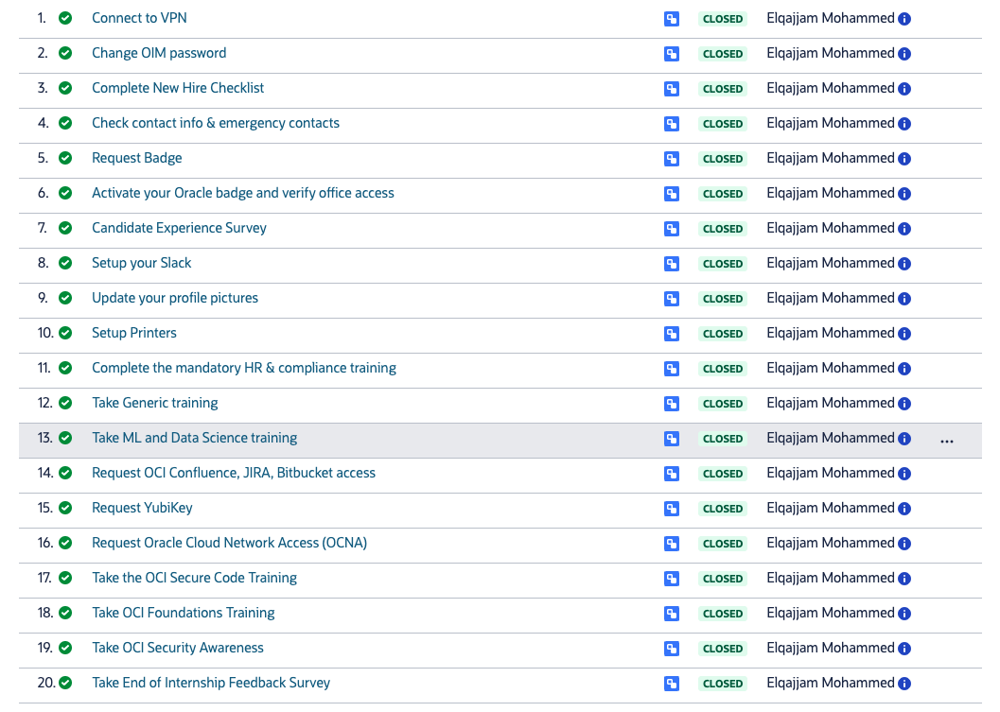 1. Connect to VPN CLOSED Elqajjam Mohammed
2. Change OIM password CLOSED Elqajjam Mohammed
3. Complete New Hire Checklist CLOSED Elqajjam Mohammed
4. Check contact info & emergency contacts CLOSED Elqajjam Mohammed
5. Request Badge CLOSED Elqajjam Mohammed
6. Activate your Oracle badge and verify office access CLOSED Elqajjam Mohammed
7. Candidate Experience Survey CLOSED Elqajjam Mohammed
8. Setup your Slack CLOSED Elqajjam Mohammed
9. Update your profile pictures CLOSED Elqajjam Mohammed
10. Setup Printers CLOSED Elqajjam Mohammed
11. Complete the mandatory HR & compliance training CLOSED Elqajjam Mohammed
12. Take Generic training CLOSED Elqajjam Mohammed
13. Take ML and Data Science training CLOSED Elqajjam Mohammed ...
14. Request OCI Confluence, JIRA, Bitbucket access CLOSED Elqajjam Mohammed
15. Request YubiKey CLOSED Elqajjam Mohammed
16. Request Oracle Cloud Network Access (OCNA) CLOSED Elqajjam Mohammed
17. Take the OCI Secure Code Training CLOSED Elqajjam Mohammed
18. Take OCI Foundations Training CLOSED Elqajjam Mohammed
19. Take OCI Security Awareness CLOSED Elqajjam Mohammed
20. Take End of Internship Feedback Survey CLOSED Elqajjam Mohammed